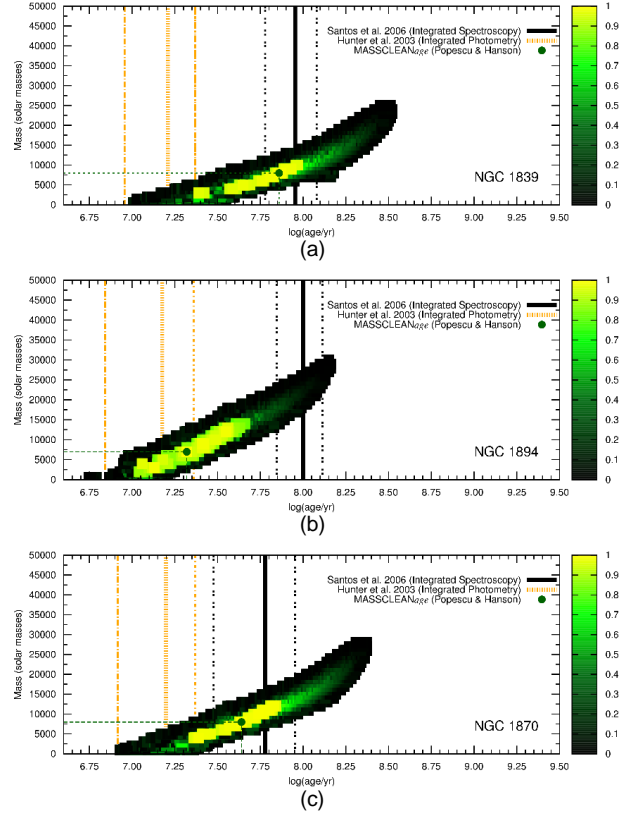 50000
45000
40000
35000
30000
25000
20000
15000
10000
5000
0
Mass (solar masses)
Santos et al. 2006 (Integrated Spectroscopy)
Hunter et al. 2003 (Integrated Photometry)
MASSCLEANage (Popescu & Hanson)
NGC 1839
6.75 7.00 7.25 7.50 7.75 8.00 8.25 8.50 8.75 9.00 9.25 9.50
log(age/yr)
1
0.9
0.8
0.7
0.6
0.5
0.4
0.3
0.2
0.1
0
(a)
50000
45000
40000
35000
30000
25000
20000
15000
10000
5000
0
Mass (solar masses)
Santos et al. 2006 (Integrated Spectroscopy)
Hunter et al. 2003 (Integrated Photometry)
MASSCLEANage (Popescu & Hanson)
NGC 1894
6.75 7.00 7.25 7.50 7.75 8.00 8.25 8.50 8.75 9.00 9.25 9.50
log(age/yr)
1
0.9
0.8
0.7
0.6
0.5
0.4
0.3
0.2
0.1
0
(b)
50000
45000
40000
35000
30000
25000
20000
15000
10000
5000
0
Mass (solar masses)
Santos et al. 2006 (Integrated Spectroscopy)
Hunter et al. 2003 (Integrated Photometry)
MASSCLEANage (Popescu & Hanson)
NGC 1870
6.75 7.00 7.25 7.50 7.75 8.00 8.25 8.50 8.75 9.00 9.25 9.50
log(age/yr)
1
0.9
0.8
0.7
0.6
0.5
0.4
0.3
0.2
0.1
0
(c)